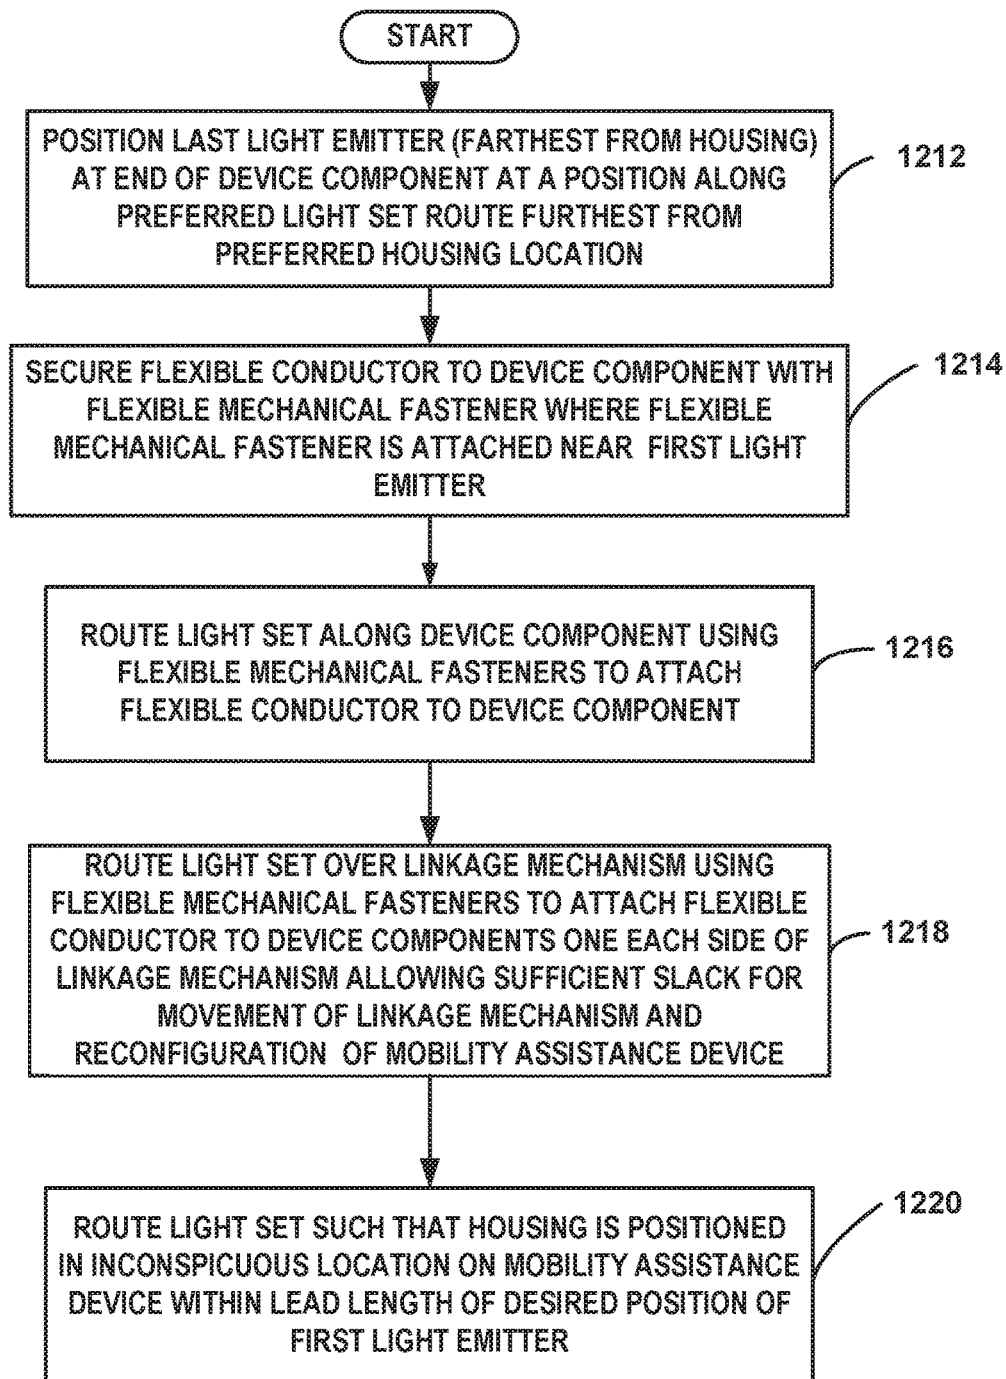 START
POSITION LAST LIGHT EMITTER (FARTHEST FROM HOUSING)
AT END OF DEVICE COMPONENT AT A POSITION ALONG
PREFERRED LIGHT SET ROUTE FURTHEST FROM
PREFERRED HOUSING LOCATION
1212
SECURE FLEXIBLE CONDUCTOR TO DEVICE COMPONENT WITH
FLEXIBLE MECHANICAL FASTENER WHERE FLEXIBLE
MECHANICAL FASTENER IS ATTACHED NEAR FIRST LIGHT
EMITTER
1214
ROUTE LIGHT SET ALONG DEVICE COMPONENT USING
FLEXIBLE MECHANICAL FASTENERS TO ATTACH
FLEXIBLE CONDUCTOR TO DEVICE COMPONENT
1216
ROUTE LIGHT SET OVER LINKAGE MECHANISM USING
FLEXIBLE MECHANICAL FASTENERS TO ATTACH FLEXIBLE
CONDUCTOR TO DEVICE COMPONENTS ONE EACH SIDE OF
LINKAGE MECHANISM ALLOWING SUFFICIENT SLACK FOR
MOVEMENT OF LINKAGE MECHANISM AND
RECONFIGURATION OF MOBILITY ASSISTANCE DEVICE
1218
ROUTE LIGHT SET SUCH THAT HOUSING IS POSITIONED
IN INCONSPICUOUS LOCATION ON MOBILITY ASSISTANCE
DEVICE WITHIN LEAD LENGTH OF DESIRED POSITION OF
FIRST LIGHT EMITTER
1220